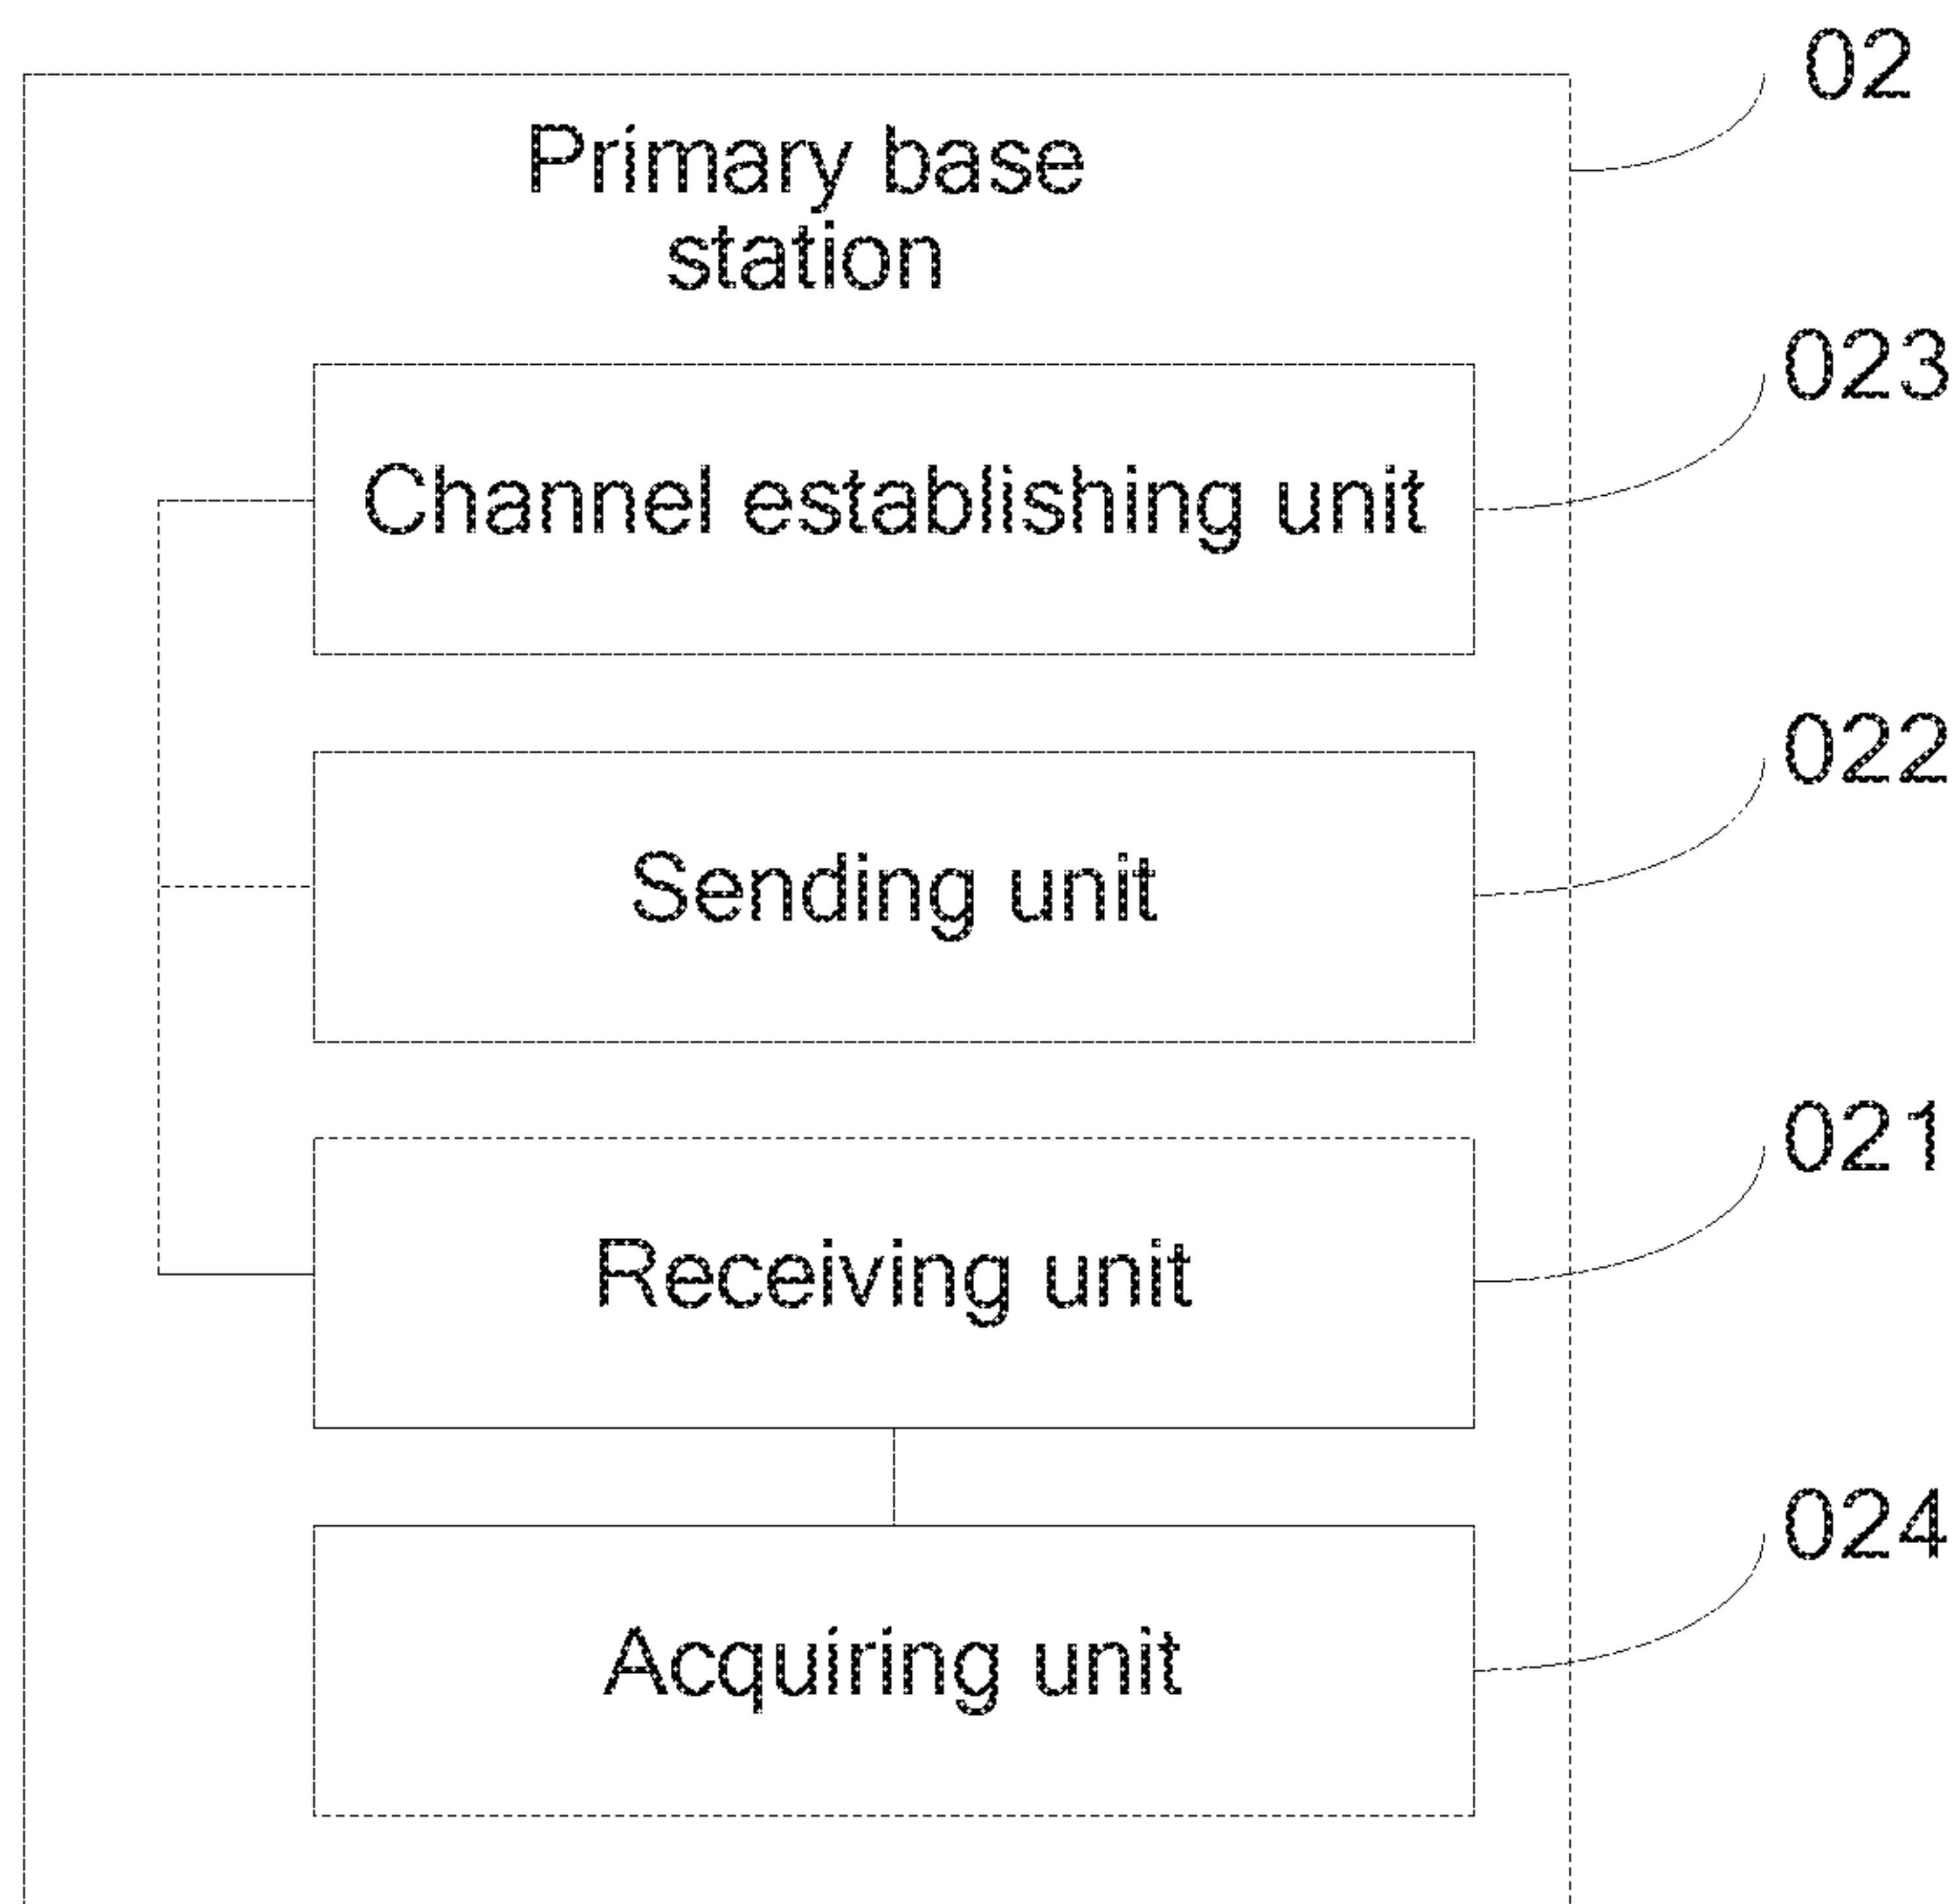 02
Primary base
station
023
Channel establishing unit
022
Sending unit
021
Receiving unit
024
Acquiring unit